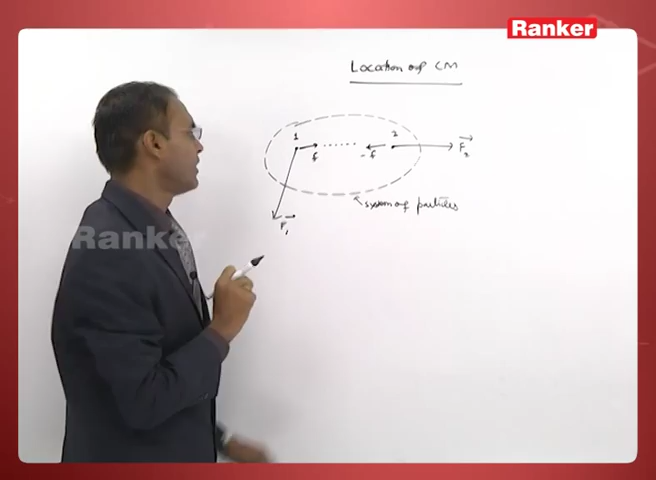 Ranker
Location of CM
1
2
f
-f
F₂
system of particles
F₁
Ranker